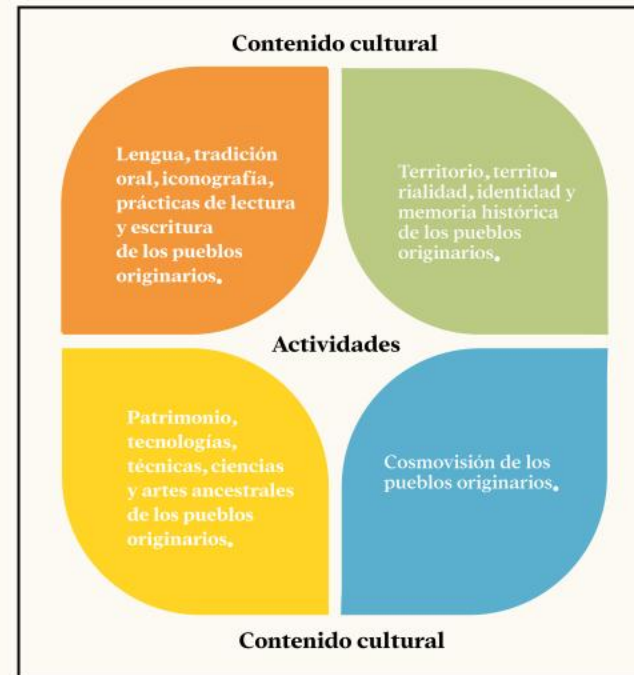 Contenido cultural
Lengua, tradición
oral, iconografía,
prácticas de lectura
y escritura
de los pueblos
originarios.
Territorio, territo-
rialidad, identidad y
memoria histórica
de los pueblos
originarios.
Actividades
Patrimonio,
tecnologías,
técnicas, ciencias
y artes ancestrales
de los pueblos
originarios.
Cosmovisión de los
pueblos originarios.
Contenido cultural